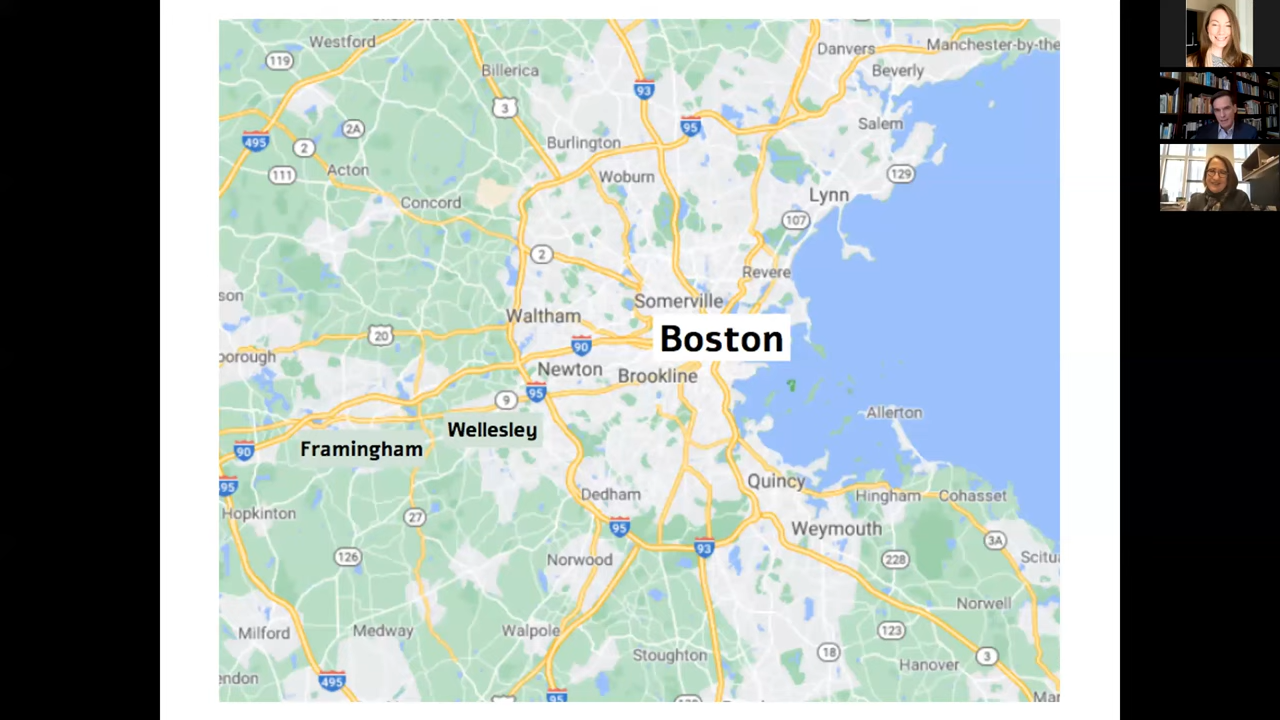 Westford
Danvers
Manchester-by-the
119
Billerica
Beverly
93
3
95
Salem
2A
495
2
Burlington
111
Acton
Woburn
129
Lynn
Concord
107
2
Revere
son
Somerville
Waltham
20
90
Boston
borough
Newton
Brookline
95
9
Allerton
Wellesley
Framingham
90
Quincy
95
Dedham
Hingham
Cohasset
Hopkinton
27
95
Weymouth
3A
126
Norwood
93
228
Scitu
Norwell
Milford
Medway
Walpole
123
Stoughton
18
Hanover
3
endon
495
95
Mar